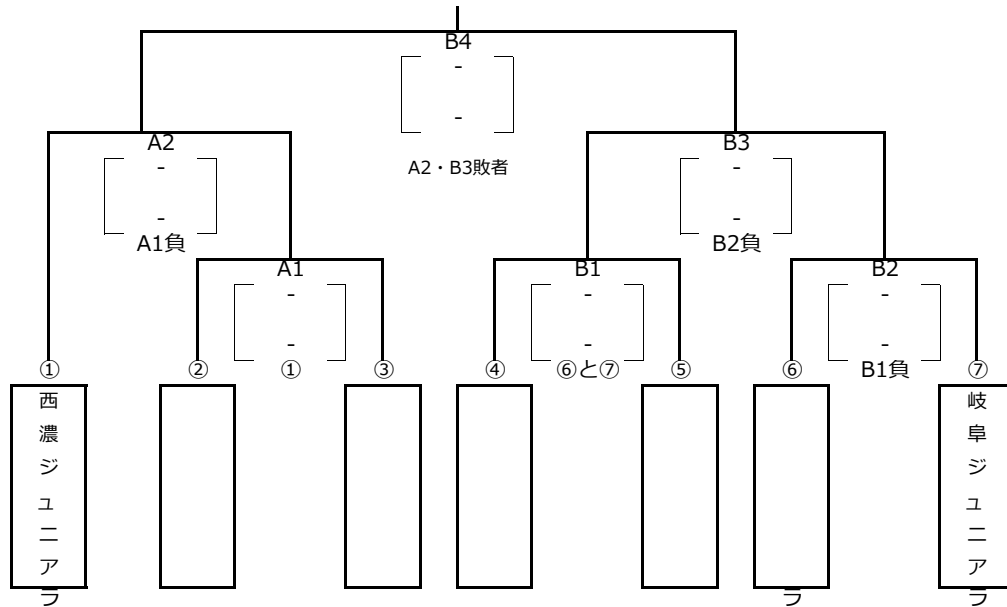 B4
-
-
A2・B3敗者
A2
-
-
A1負
B3
-
-
B2負
A1
-
-
①
B1
-
-
⑥と⑦
B2
-
-
B1負
①
②
③
④
⑤
⑥
⑦
西濃ジュニアラ
ラ
岐阜ジュニアラ